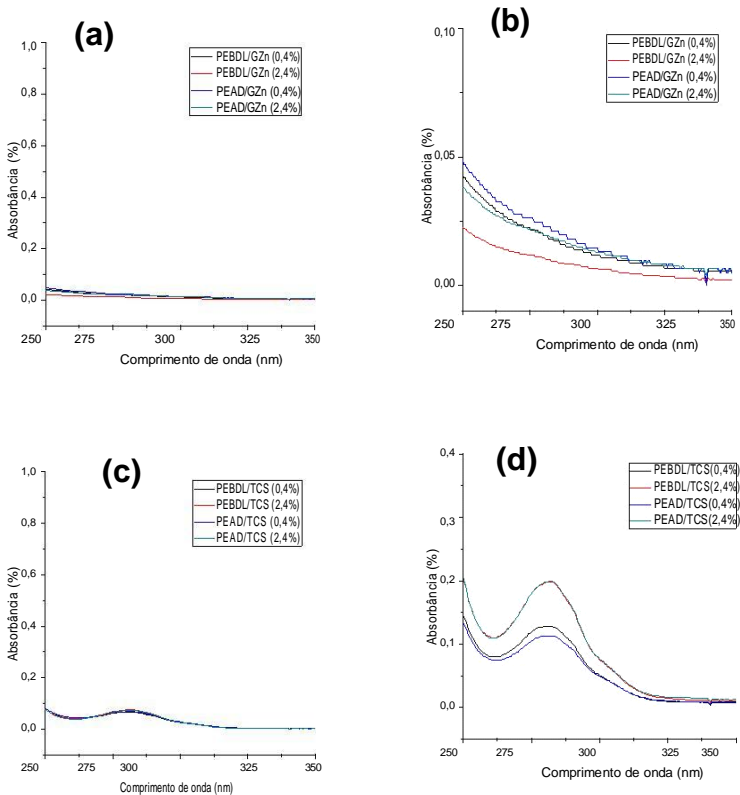 (a)
1,0
0,8
0,6
0,4
0,2
0,0
Absorbância (%)
PEBDL/GZn (0,4%)
PEBDL/GZn (2,4%)
PEAD/GZn (0,4%)
PEAD/GZn (2,4%)
250 275 300 325 350
Comprimento de onda (nm)
(b)
0,10
0,05
0,00
Absorbância (%)
PEBDL/GZn (0,4%)
PEBDL/GZn (2,4%)
PEAD/GZn (0,4%)
PEAD/GZn (2,4%)
250 275 300 325 350
Comprimento de onda (nm)
(c)
1,0
0,8
0,6
0,4
0,2
0,0
Absorbância (%)
PEBDL/TCS (0,4%)
PEBDL/TCS (2,4%)
PEAD/TCS (0,4%)
PEAD/TCS (2,4%)
250 275 300 325 350
Comprimento de onda (nm)
(d)
0,4
0,3
0,2
0,1
0,0
Absorbância (%)
PEBDL/TCS(0,4%)
PEBDL/TCS(2,4%)
PEAD/TCS(0,4%)
PEAD/TCS(2,4%)
250 275 300 325 350
Comprimento de onda (nm)